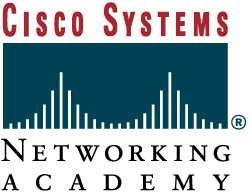 CISCO SYSTEMS
®
NETWORKING
ACADEMY